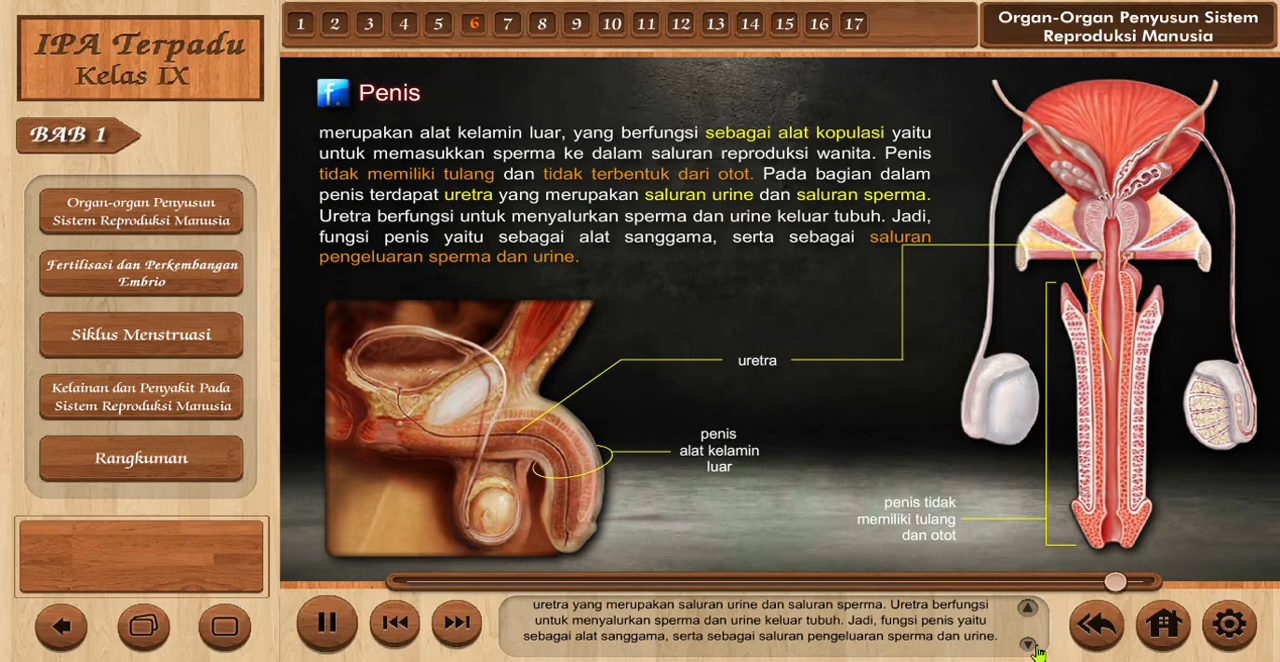 IPA Terpadu
Kelas IX
BAB 1
Organ-organ Penyusun
Sistem Reproduksi Manusia
Fertilisasi dan Perkembangan
Embrio
Siklus Menstruasi
Kelainan dan Penyakit Pada
Sistem Reproduksi Manusia
Rangkuman
1 2 3 4 5 6 7 8 9 10 11 12 13 14 15 16 17
Organ-Organ Penyusun Sistem
Reproduksi Manusia
f. Penis
merupakan alat kelamin luar, yang berfungsi sebagai alat kopulasi yaitu
untuk memasukkan sperma ke dalam saluran reproduksi wanita. Penis
tidak memiliki tulang dan tidak terbentuk dari otot. Pada bagian dalam
penis terdapat uretra yang merupakan saluran urine dan saluran sperma.
Uretra berfungsi untuk menyalurkan sperma dan urine keluar tubuh. Jadi,
fungsi penis yaitu sebagai alat sanggama, serta sebagai saluran
pengeluaran sperma dan urine.
uretra
penis
alat kelamin
luar
penis tidak
memiliki tulang
dan otot
uretra yang merupakan saluran urine dan saluran sperma. Uretra berfungsi
untuk menyalurkan sperma dan urine keluar tubuh. Jadi, fungsi penis yaitu
sebagai alat sanggama, serta sebagai saluran pengeluaran sperma dan urine.